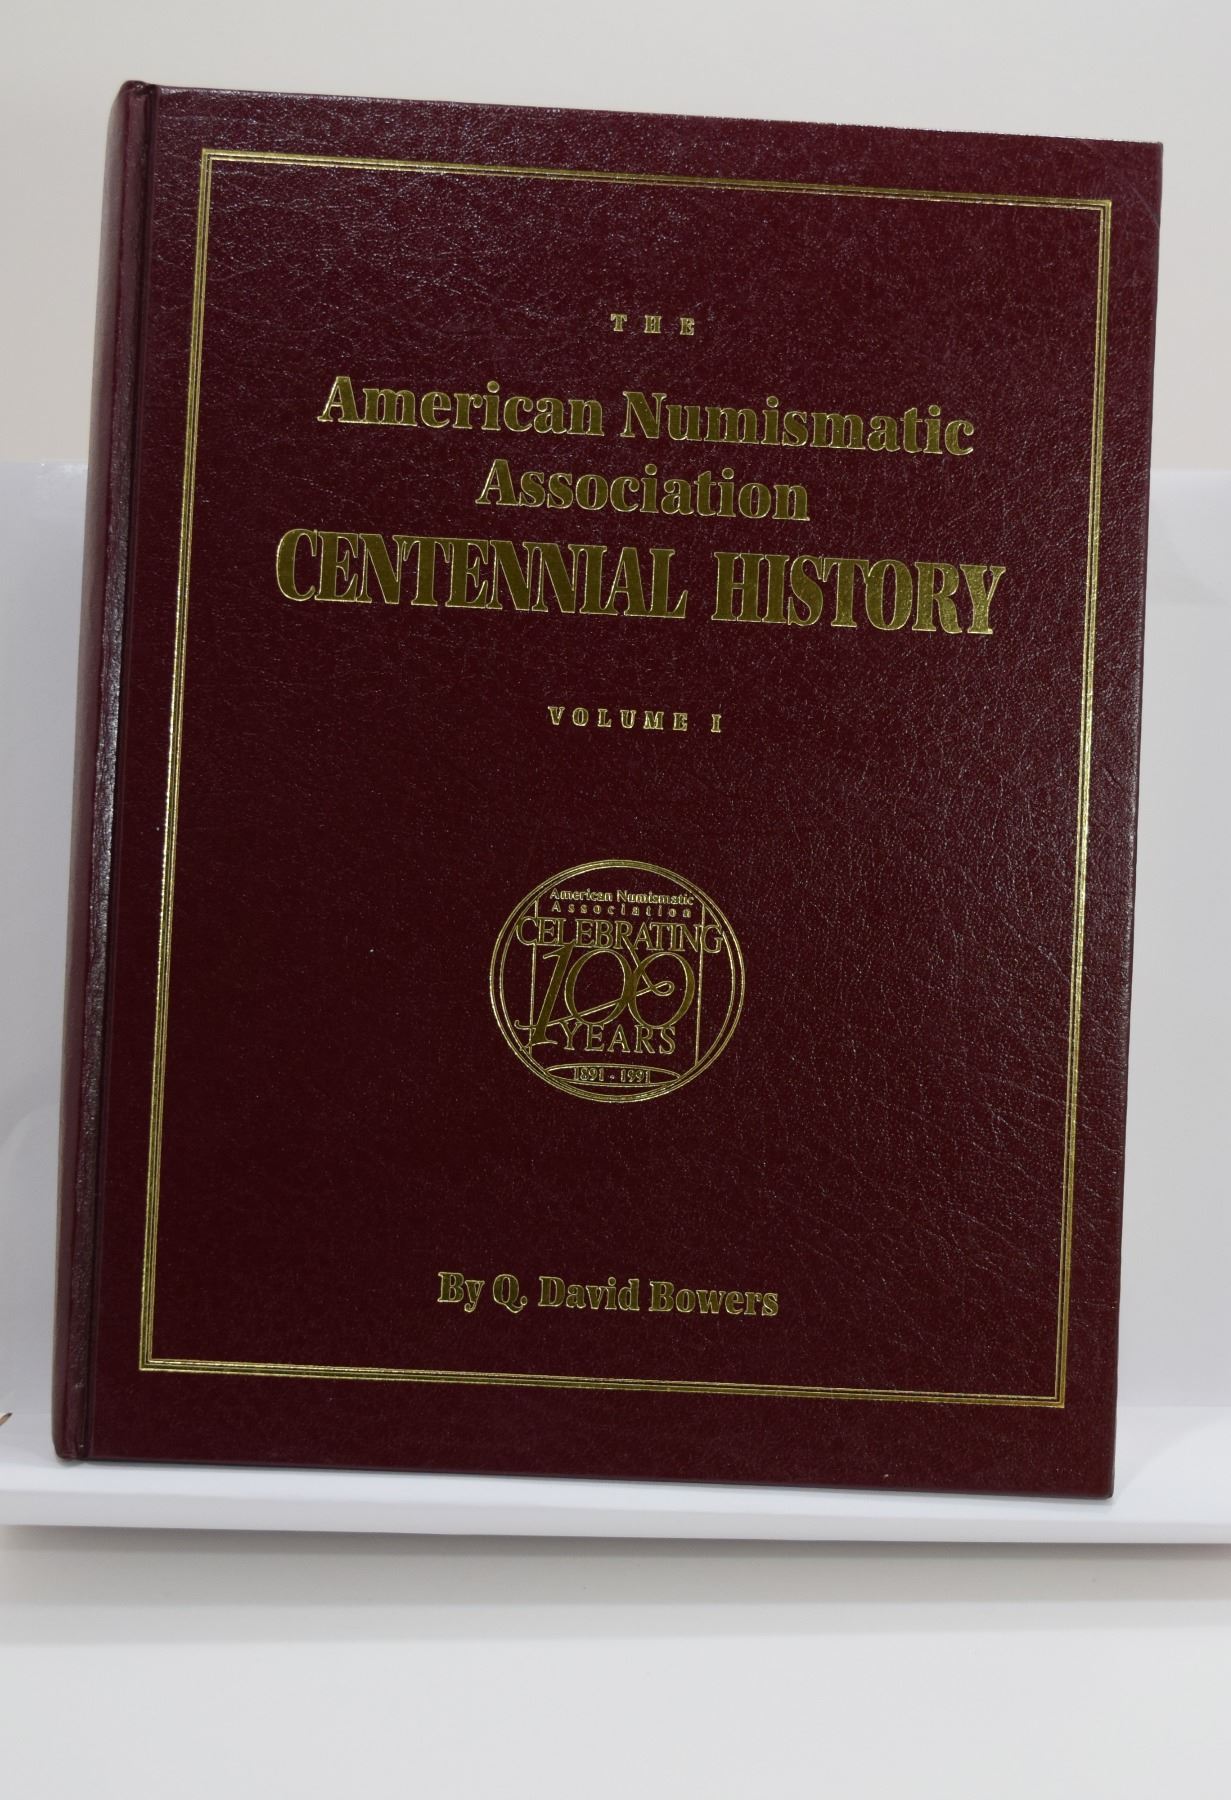 THE
American Numismatic
Association
CENTENNIAL HISTORY
VOLUME I
American Numismatic
Association
CELEBRATING
100
YEARS
1891 - 1991
By Q. David Bowers